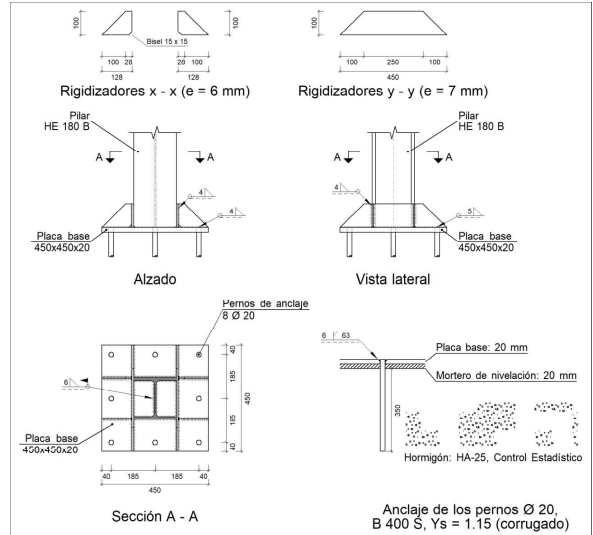 100
100
Bisel 15 x 15
100 28
128
28 100
128
Rigidizadores x - x (e = 6 mm)
100
100 250 100
450
Rigidizadores y - y (e = 7 mm)
Pilar
HE 180 B
A A
4
4
Placa base
450x450x20
Alzado
Pilar
HE 180 B
A A
4
5
Placa base
450x450x20
Vista lateral
Pernos de anclaje
8 Ø 20
6
40
185
185
40
450
Placa base
450x450x20
40 185 185 40
450
Sección A - A
6 63
Placa base: 20 mm
Mortero de nivelación: 20 mm
350
Hormigón: HA-25, Control Estadístico
Anclaje de los pernos Ø 20,
B 400 S, Ys = 1.15 (corrugado)